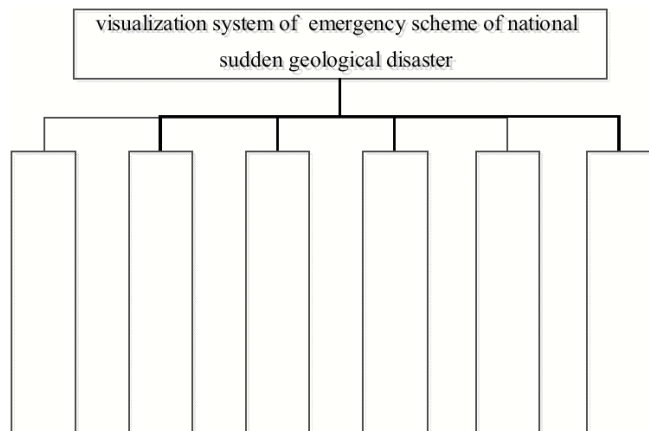 visualization system of emergency scheme of national
sudden geological disaster